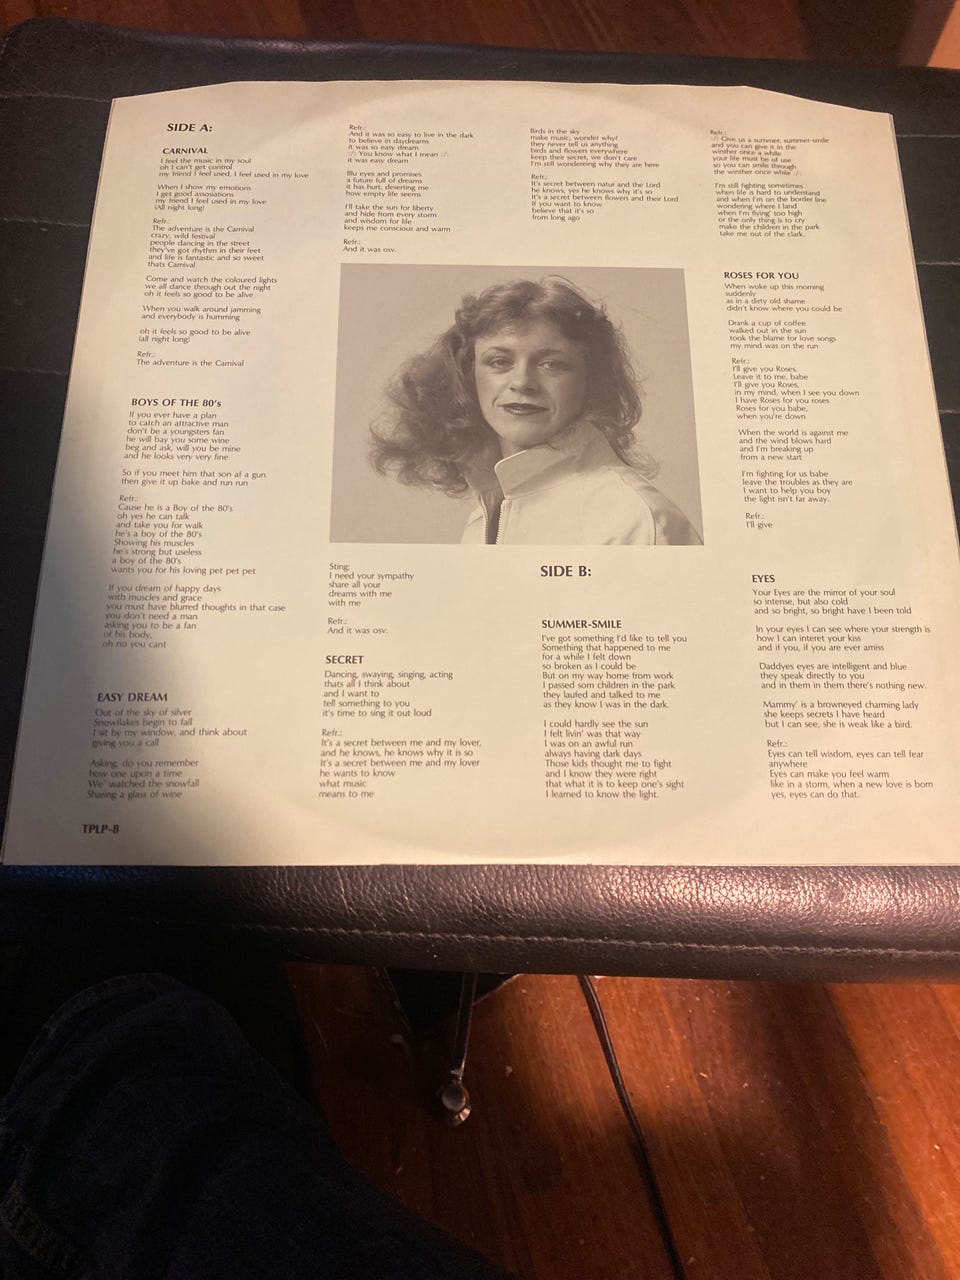 SIDE A:
CARNIVAL
I feel the music in my soul
oh I can't get control
my friend I feel used, I feel used in my love
When I show my emotions
I get good assosiations
my friend I feel used in my love
(All night long)
Refr.:
The adventure is the Carnival
crazy, wild festival
people dancing in the street
they've got rhythm in their feet
and life is fantastic and so sweet
thats Carnival
Come and watch the coloured lights
we all dance through out the night
oh it feels so good to be alive
When you walk around jamming
and everybody is humming
oh it feels so good to be alive
(all night long)
Refr.:
The adventure is the Carnival
BOYS OF THE 80's
If you ever have a plan
to catch an attractive man
don't be a youngsters fan
he will bay you some wine
beg and ask, will you be mine
and he looks very very fine
So if you meet him that son af a gun
then give it up bake and run run
Refr.:
Cause he is a Boy of the 80's
oh yes he can talk
and take you for walk
he's a boy of the 80's
Showing his muscles
he's strong but useless
a boy of the 80's
wants you for his loving pet pet pet
If you dream of happy days
with muscles and grace
you must have blurred thoughts in that case
you don't need a man
asking you to be a fan
of his body,
oh no you cant
EASY DREAM
Out of the sky of silver
Snowflakes begin to fall
I sit by my window, and think about
giving you a call
Asking, do you remember
how one upon a time
We' watched the snowfall
Sharing a glass of wine
TPLP-8
Refr.:
And it was so easy to live in the dark
to believe in daydreams
it was so easy dream
:/: You know what I mean :/:
it was easy dream
Blu eyes and promises
a future full of dreams
it has hurt, deserting me
how empty life seems
I'll take the sun for liberty
and hide from every storm
and wisdom for life
keeps me conscious and warm
Refr.:
And it was osv.
Sting:
I need your sympathy
share all your
dreams with me
with me
Refr.:
And it was osv.
SECRET
Dancing, swaying, singing, acting
thats all I think about
and I want to
tell something to you
it's time to sing it out loud
Refr.:
It's a secret between me and my lover,
and he knows, he knows why it is so
It's a secret between me and my lover
he wants to know
what music
means to me
Birds in the sky
make music, wonder why?
they never tell us anything
birds and flowers everywhere
keep their secret, we don't care
I'm still wondereing why they are here
Refr.:
It's secret between natur and the Lord
he knows, yes he knows why it's so
It's a secret between flowers and their Lord
If you want to know
believe that it's so
from long ago
SIDE B:
SUMMER-SMILE
I've got something I'd like to tell you
Something that happened to me
for a while I felt down
so broken as I could be
But on my way home from work
I passed som children in the park
they laufed and talked to me
as they know I was in the dark.
I could hardly see the sun
I felt livin' was that way
I was on an awful run
always having dark days
Those kids thought me to fight
and I know they were right
that what it is to keep one's sight
I learned to know the light.
Refr.:
:/: Give us a summer, summer-smile
and you can give it in the
winther once a while
your life must be of use
so you can smile through
the winther once while :/:
I'm still fighting sometimes
when life is hard to understand
and when I'm on the border line
wondering where I land
when I'm flying' too high
or the only thing is to cry
make the children in the park
take me out of the dark.
ROSES FOR YOU
When woke up this morning
suddenly
as in a dirty old shame
didn't know where you could be
Drank a cup of coffee
walked out in the sun
took the blame for love songs
my mind was on the run
Refr.:
I'll give you Roses,
Leave it to me, babe
I'll give you Roses,
in my mind, when I see you down
I have Roses for you roses
Roses for you babe,
when you're down
When the world is against me
and the wind blows hard
and I'm breaking up
from a new start
I'm fighting for us babe
leave the troubles as they are
I want to help you boy
the light isn't far away.
Refr.:
I'll give
EYES
Your Eyes are the mirror of your soul
so intense, but also cold
and so bright, so bright have I been told
In your eyes I can see where your strength is
how I can interet your kiss
and if you, if you are ever amiss
Daddyes eyes are intelligent and blue
they speak directly to you
and in them in them there's nothing new.
Mammy' is a browneyed charming lady
she keeps secrets I have heard
but I can see, she is weak like a bird.
Refr.:
Eyes can tell wisdom, eyes can tell fear
anywhere
Eyes can make you feel warm
like in a storm, when a new love is born
yes, eyes can do that.